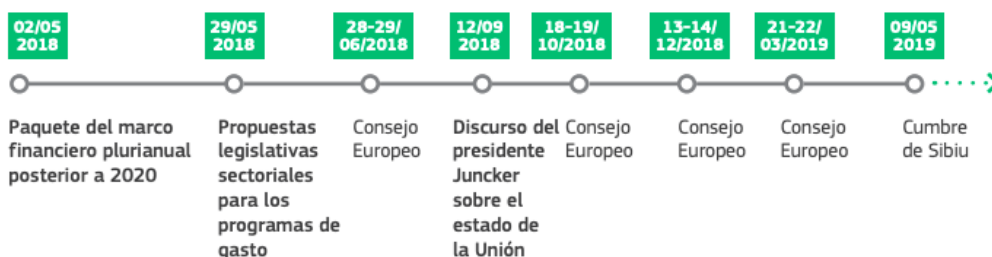 02/05
2018
29/05
2018
28-29/
06/2018
12/09
2018
18-19/
10/2018
13-14/
12/2018
21-22/
03/2019
09/05
2019
Paquete del marco
financiero plurianual
posterior a 2020
Propuestas
legislativas
sectoriales
para los
programas de
gasto
Consejo
Europeo
Discurso del
presidente
Juncker
sobre el
estado de
la Unión
Consejo
Europeo
Consejo
Europeo
Consejo
Europeo
Cumbre
de Sibiu